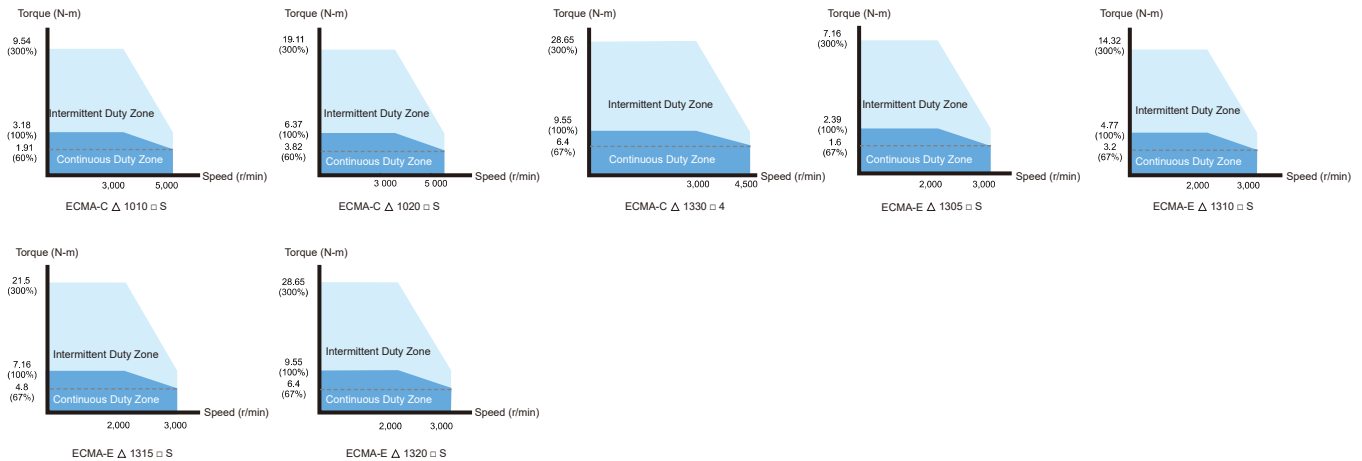 Torque (N-m)
9.54
(300%)
Intermittent Duty Zone
3.18
(100%)
1.91
(60%)
Continuous Duty Zone
Speed (r/min)
3,000
5,000
ECMA-C △ 1010 □ S
Torque (N-m)
19.11
(300%)
Intermittent Duty Zone
6.37
(100%)
3.82
(60%)
Continuous Duty Zone
Speed (r/min)
3 000
5 000
ECMA-C △ 1020 □ S
Torque (N-m)
28.65
(300%)
Intermittent Duty Zone
9.55
(100%)
6.4
(67%)
Continuous Duty Zone
Speed (r/min)
3,000
4,500
ECMA-C △ 1330 □ 4
Torque (N-m)
7.16
(300%)
Intermittent Duty Zone
2.39
(100%)
1.6
(67%)
Continuous Duty Zone
Speed (r/min)
2,000
3,000
ECMA-E △ 1305 □ S
Torque (N-m)
14.32
(300%)
Intermittent Duty Zone
4.77
(100%)
3.2
(67%)
Continuous Duty Zone
Speed (r/min)
2,000
3,000
ECMA-E △ 1310 □ S
Torque (N-m)
21.5
(300%)
Intermittent Duty Zone
7.16
(100%)
4.8
(67%)
Continuous Duty Zone
Speed (r/min)
2,000
3,000
ECMA-E △ 1315 □ S
Torque (N-m)
28.65
(300%)
Intermittent Duty Zone
9.55
(100%)
6.4
(67%)
Continuous Duty Zone
Speed (r/min)
2,000
3,000
ECMA-E △ 1320 □ S